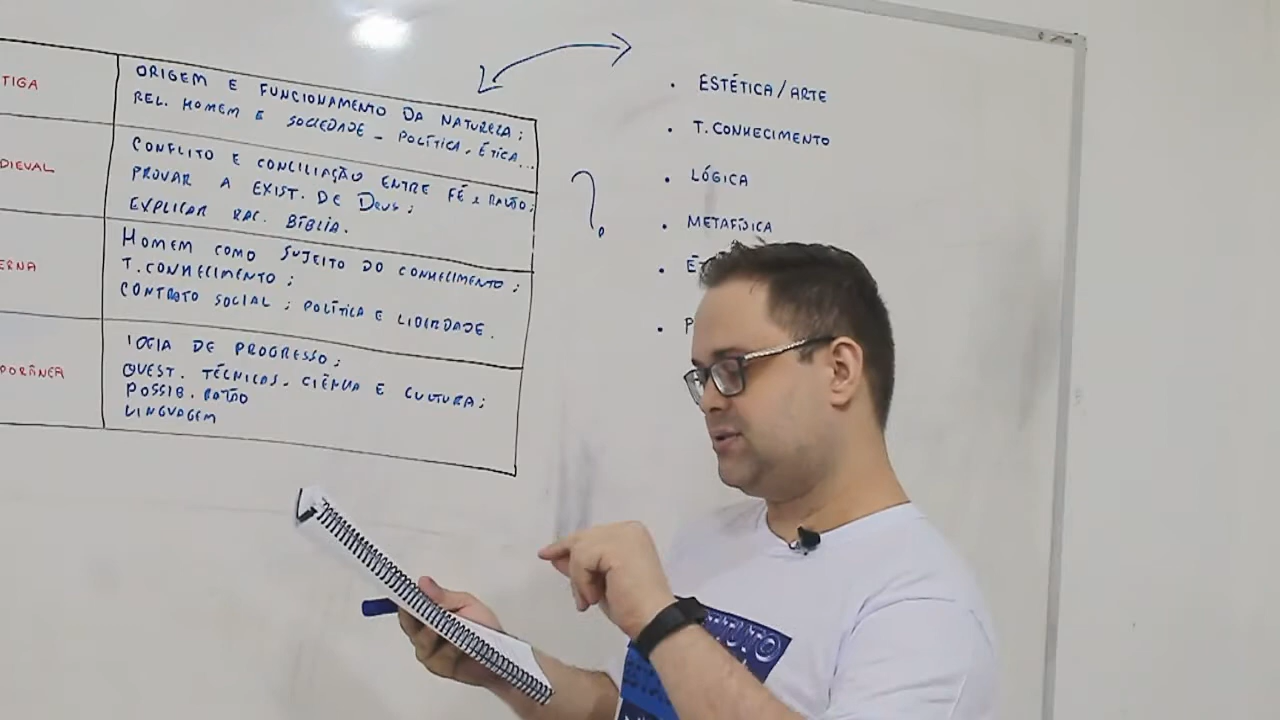 TIGA
ORIGEM E FUNCIONAMENTO DA NATUREZA;
REL. HOMEM E SOCIEDADE - POLÍTICA, ÉTICA...
DIEVAL
CONFLITO E CONCILIAÇÃO ENTRE FÉ E RAZÃO;
PROVAR A EXIST. DE DEUS;
EXPLICAR RAC. BÍBLIA.
ERNA
HOMEM COMO SUJEITO DO CONHECIMENTO;
T. CONHECIMENTO;
CONTRATO SOCIAL; POLÍTICA E LIBERDADE.
PORÂNEA
IDEIA DE PROGRESSO;
QUEST. TÉCNICAS, CIÊNCIA E CULTURA;
POSSIB. RAZÃO
LINGUAGEM
?
• ESTÉTICA/ARTE
• T. CONHECIMENTO
• LÓGICA
• METAFÍSICA
• ÉT
• P